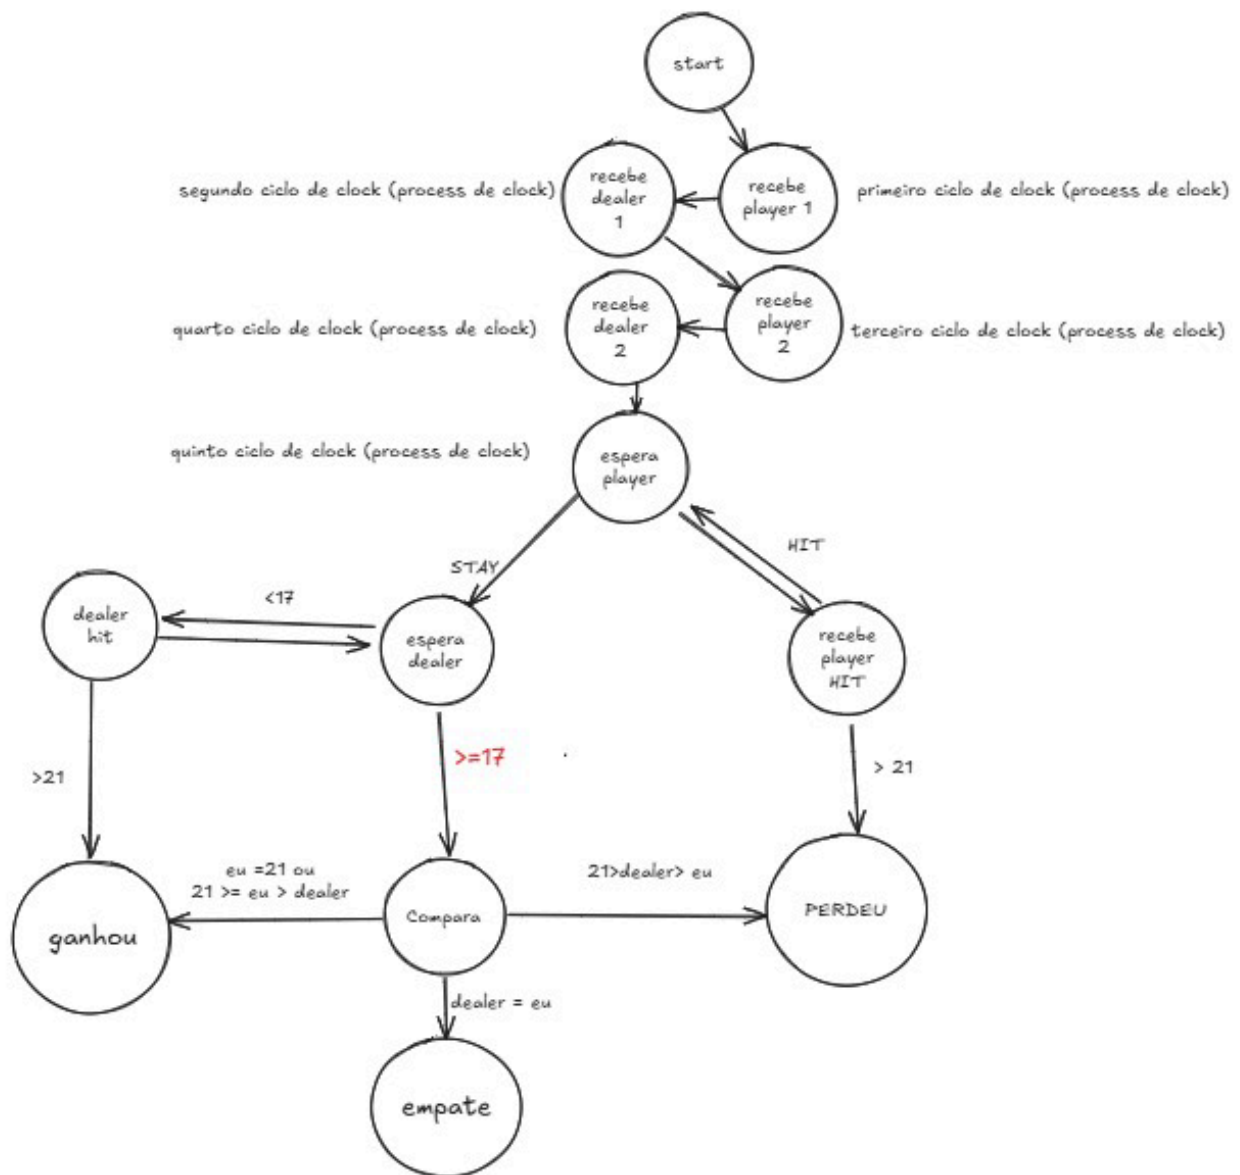 start
segundo ciclo de clock (process de clock)
recebe
dealer
1
recebe
player 1
primeiro ciclo de clock (process de clock)
quarto ciclo de clock (process de clock)
recebe
dealer
2
recebe
player
2
terceiro ciclo de clock (process de clock)
quinto ciclo de clock (process de clock)
espera
player
STAY
HIT
dealer
hit
<17
espera
dealer
recebe
player
HIT
>21
>=17
> 21
eu =21 ou
21 >= eu > dealer
21>dealer> eu
ganhou
Compara
PERDEU
dealer = eu
empate